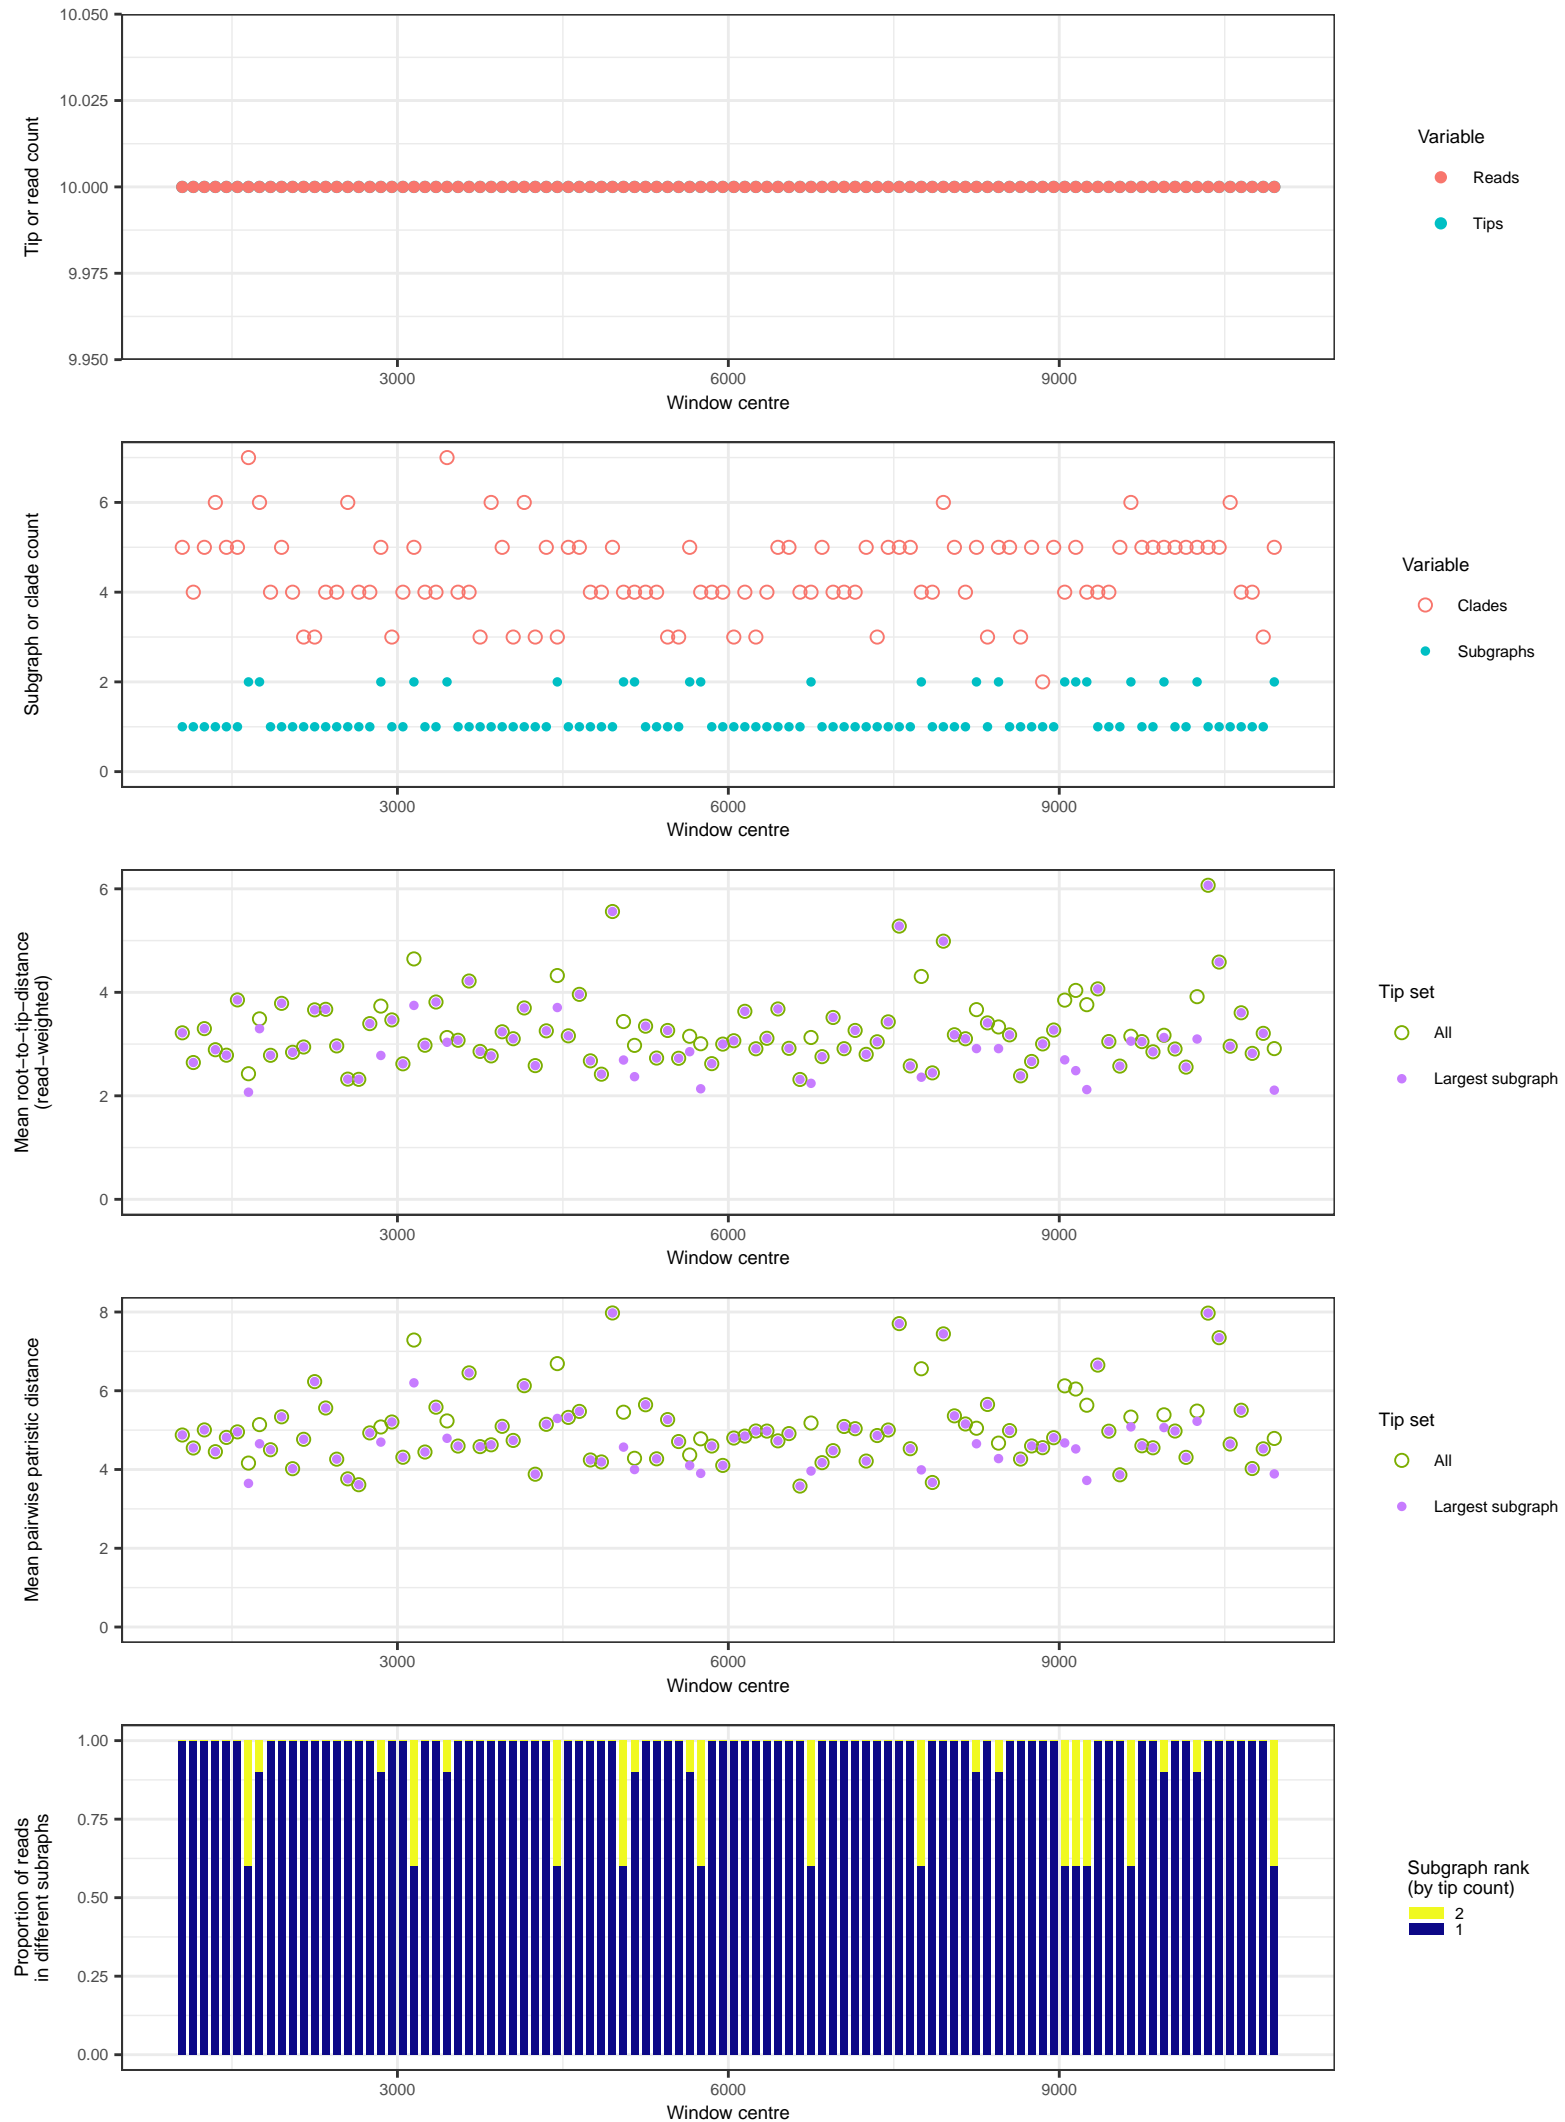 10.050
10.025
10.000
9.975
9.950
Tip or read count
3000 6000 9000
Window centre
Variable
Reads
Tips
6
4
2
0
Subgraph or clade count
3000 6000 9000
Window centre
Variable
Clades
Subgraphs
6
4
2
0
Mean root−to−tip−distance
(read−weighted)
3000 6000 9000
Window centre
Tip set
All
Largest subgraph
8
6
4
2
0
Mean pairwise patristic distance
3000 6000 9000
Window centre
Tip set
All
Largest subgraph
1.00
0.75
0.50
0.25
0.00
Proportion of reads
in different subraphs
3000 6000 9000
Window centre
Subgraph rank
(by tip count)
2
1